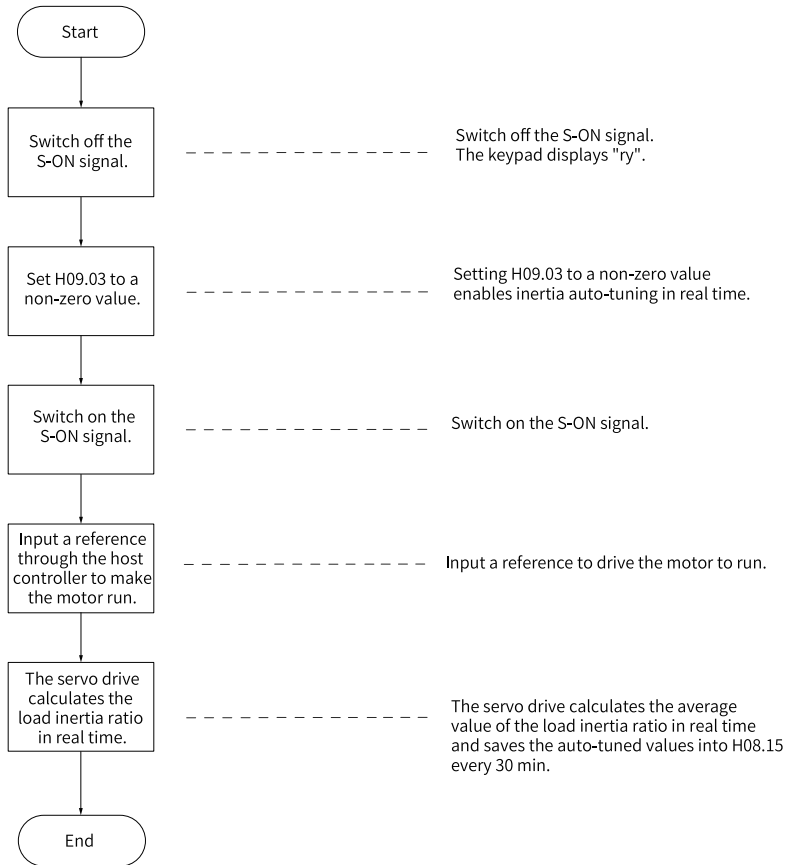 Start
Switch off the
S-ON signal.
Switch off the S-ON signal.
The keypad displays "ry".
Set H09.03 to a
non-zero value.
Setting H09.03 to a non-zero value
enables inertia auto-tuning in real time.
Switch on the
S-ON signal.
Switch on the S-ON signal.
Input a reference
through the host
controller to make
the motor run.
Input a reference to drive the motor to run.
The servo drive
calculates the
load inertia ratio
in real time.
The servo drive calculates the average
value of the load inertia ratio in real time
and saves the auto-tuned values into H08.15
every 30 min.
End